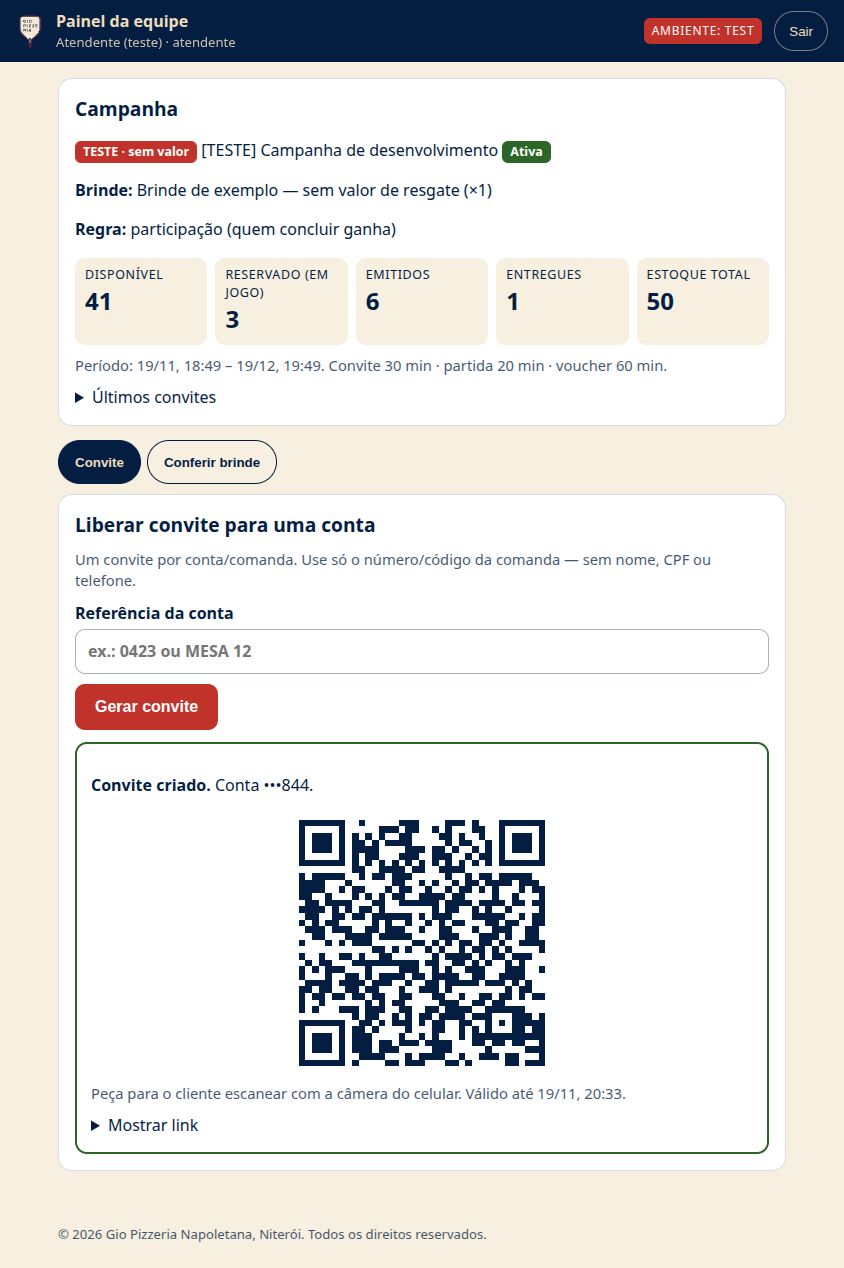 GIO
PIZZE
RIA
Painel da equipe
Atendente (teste) · atendente
AMBIENTE: TEST
Sair
Campanha
TESTE · sem valor [TESTE] Campanha de desenvolvimento Ativa
Brinde: Brinde de exemplo — sem valor de resgate (×1)
Regra: participação (quem concluir ganha)
DISPONÍVEL
41
RESERVADO (EM
JOGO)
3
EMITIDOS
6
ENTREGUES
1
ESTOQUE TOTAL
50
Período: 19/11, 18:49 – 19/12, 19:49. Convite 30 min · partida 20 min · voucher 60 min.
Últimos convites
Convite
Conferir brinde
Liberar convite para uma conta
Um convite por conta/comanda. Use só o número/código da comanda — sem nome, CPF ou
telefone.
Referência da conta
ex.: 0423 ou MESA 12
Gerar convite
Convite criado. Conta •••844.
Peça para o cliente escanear com a câmera do celular. Válido até 19/11, 20:33.
Mostrar link
© 2026 Gio Pizzeria Napoletana, Niterói. Todos os direitos reservados.